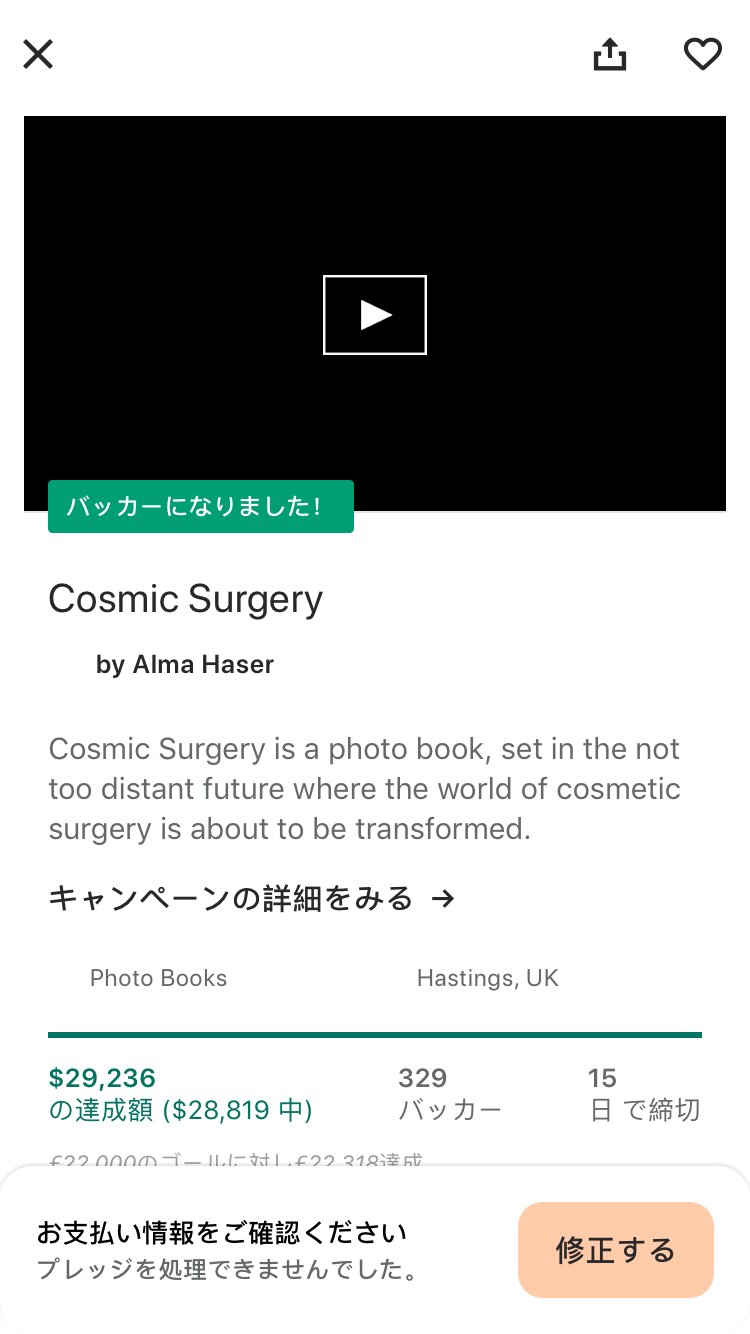 バッカーになりました!
Cosmic Surgery
by Alma Haser
Cosmic Surgery is a photo book, set in the not
too distant future where the world of cosmetic
surgery is about to be transformed.
キャンペーンの詳細をみる →
Photo Books
Hastings, UK
$29,236
の達成額 ($28,819 中)
329
バッカー
15
日 で締切
£22,000のゴールに対し£22,318達成
お支払い情報をご確認ください
プレッジを処理できませんでした。
修正する